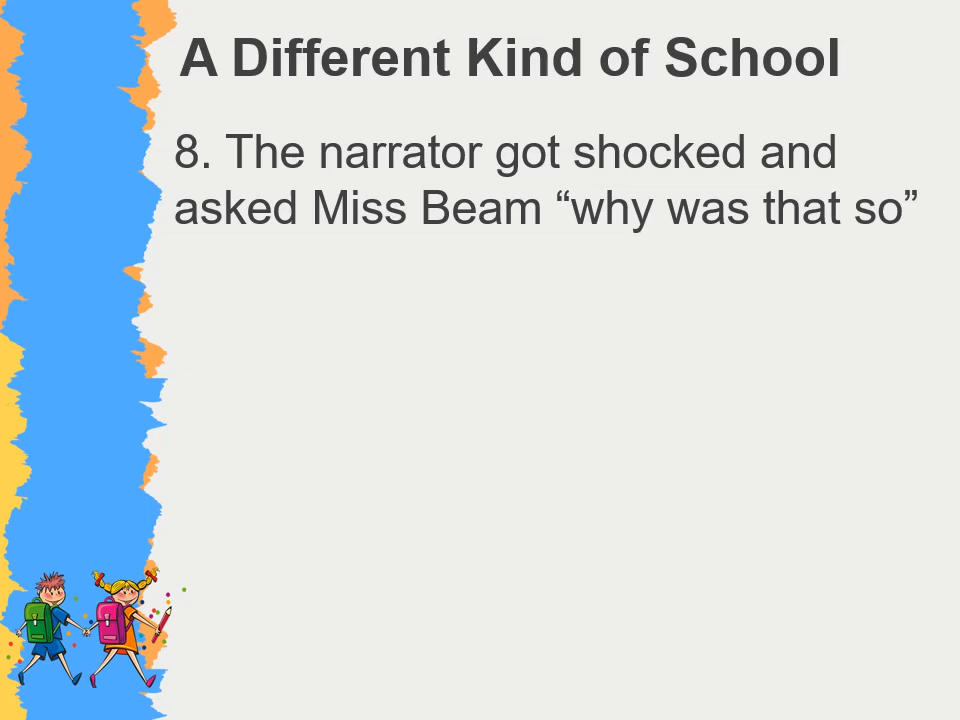 A Different Kind of School
8. The narrator got shocked and
asked Miss Beam “why was that so”